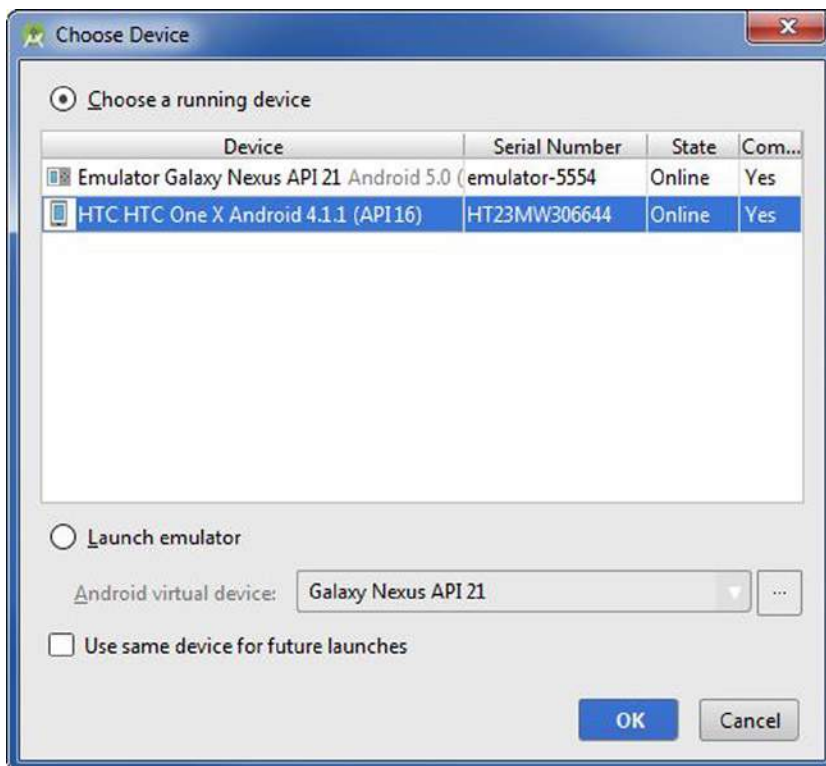 Choose Device
Choose a running device
Device Serial Number State Com...
Emulator Galaxy Nexus API 21 Android 5.0 ( emulator-5554 Online Yes
HTC HTC One X Android 4.1.1 (API 16) HT23MW306644 Online Yes
Launch emulator
Android virtual device: Galaxy Nexus API 21 ...
Use same device for future launches
OK Cancel